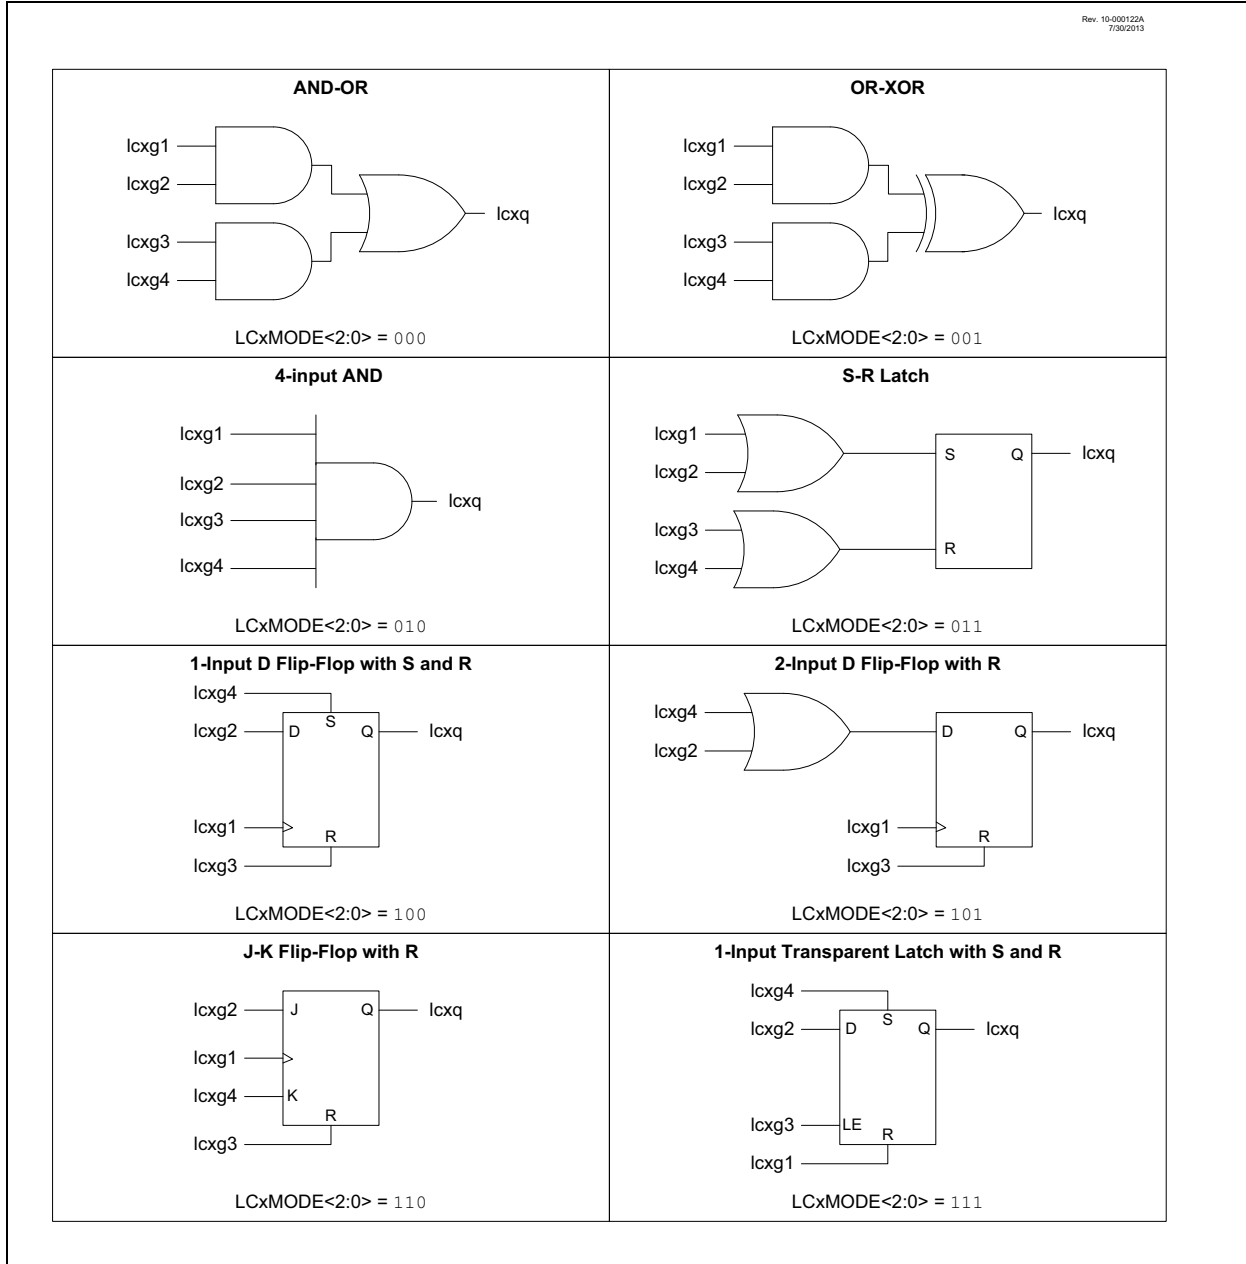 Rev. 10-000122A
7/30/2013
AND-OR
lcxg1
lcxg2
lcxg3
lcxg4
lcxq
LCxMODE<2:0> = 000
OR-XOR
lcxg1
lcxg2
lcxg3
lcxg4
lcxq
LCxMODE<2:0> = 001
4-input AND
lcxg1
lcxg2
lcxg3
lcxg4
lcxq
LCxMODE<2:0> = 010
S-R Latch
lcxg1
lcxg2
lcxg3
lcxg4
S
Q
lcxq
R
LCxMODE<2:0> = 011
1-Input D Flip-Flop with S and R
lcxg4
S
lcxg2
D
Q
lcxq
lcxg1
R
lcxg3
LCxMODE<2:0> = 100
2-Input D Flip-Flop with R
lcxg4
lcxg2
D
Q
lcxq
lcxg1
R
lcxg3
LCxMODE<2:0> = 101
J-K Flip-Flop with R
lcxg2
J
Q
lcxq
lcxg1
lcxg4
K
R
lcxg3
LCxMODE<2:0> = 110
1-Input Transparent Latch with S and R
lcxg4
S
lcxg2
D
Q
lcxq
lcxg3
LE
R
lcxg1
LCxMODE<2:0> = 111